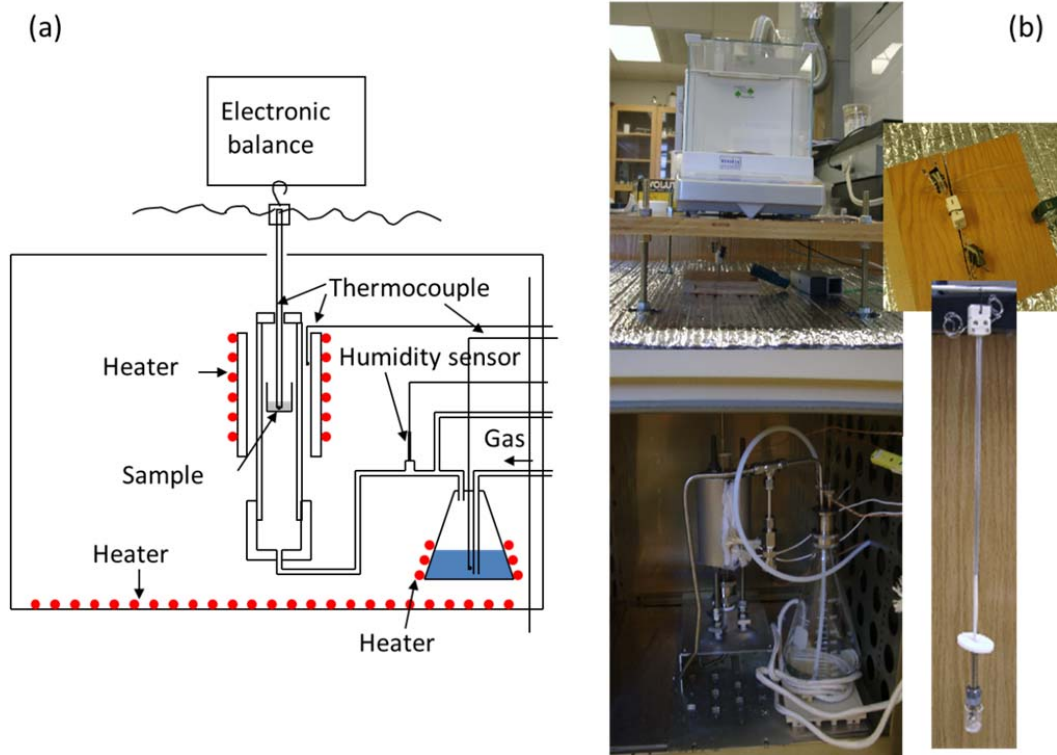 (a)
(b)
Electronic
balance
Thermocouple
Heater
Humidity sensor
Gas
Sample
Heater
Heater